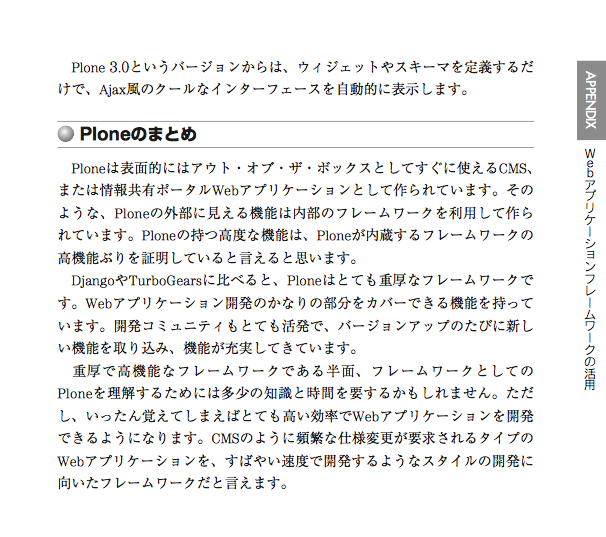 Plone 3.0というバージョンからは、ウィジェットやスキーマを定義するだ
けで、Ajax風のクールなインターフェースを自動的に表示します。
Ploneのまとめ
Ploneは表面的にはアウト・オブ・ザ・ボックスとしてすぐに使えるCMS、
または情報共有ポータルWebアプリケーションとして作られています。その
ような、Ploneの外部に見える機能は内部のフレームワークを利用して作ら
れています。Ploneの持つ高度な機能は、Ploneが内蔵するフレームワークの
高機能ぶりを証明していると言えると思います。
DjangoやTurboGearsに比べると、Ploneはとても重厚なフレームワークで
す。Webアプリケーション開発のかなりの部分をカバーできる機能を持って
います。開発コミュニティもとても活発で、バージョンアップのたびに新し
い機能を取り込み、機能が充実してきています。
重厚で高機能なフレームワークである半面、フレームワークとしての
Ploneを理解するためには多少の知識と時間を要するかもしれません。ただ
し、いったん覚えてしまえばとても高い効率でWebアプリケーションを開発
できるようになります。CMSのように頻繁な仕様変更が要求されるタイプの
Webアプリケーションを、すばやい速度で開発するようなスタイルの開発に
向いたフレームワークだと言えます。
APPENDIX
Webアプリケーションフレームワークの活用